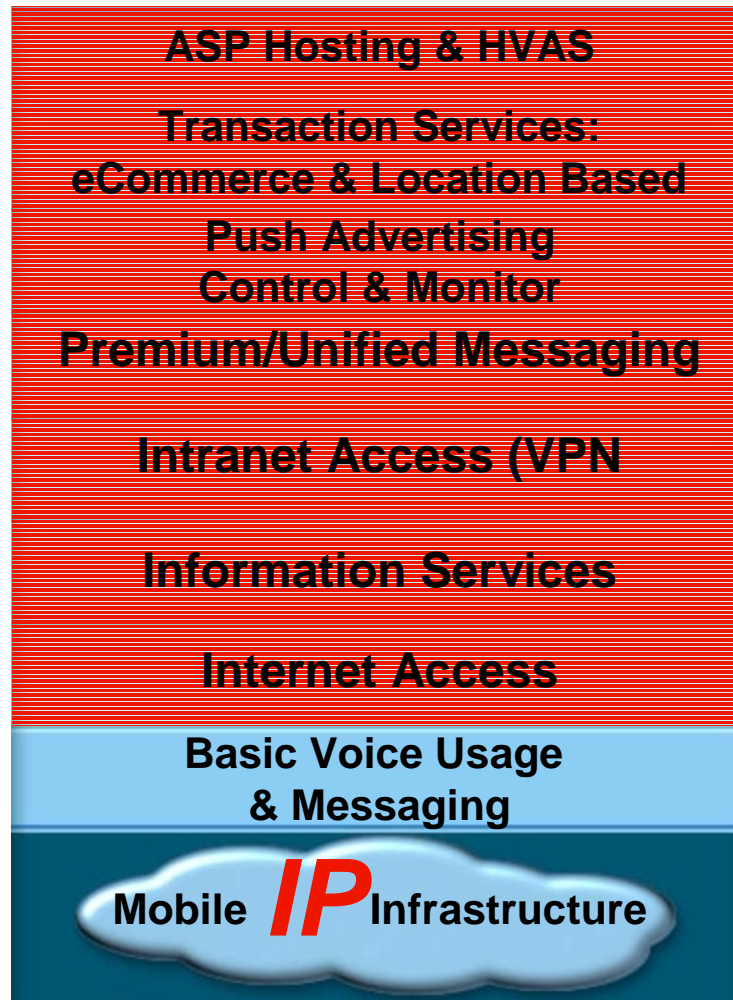 ASP Hosting & HVAS
Transaction Services:
eCommerce & Location Based
Push Advertising
Control & Monitor
Premium/Unified Messaging
Intranet Access (VPN
Information Services
Internet Access
Basic Voice Usage
& Messaging
Mobile IP Infrastructure